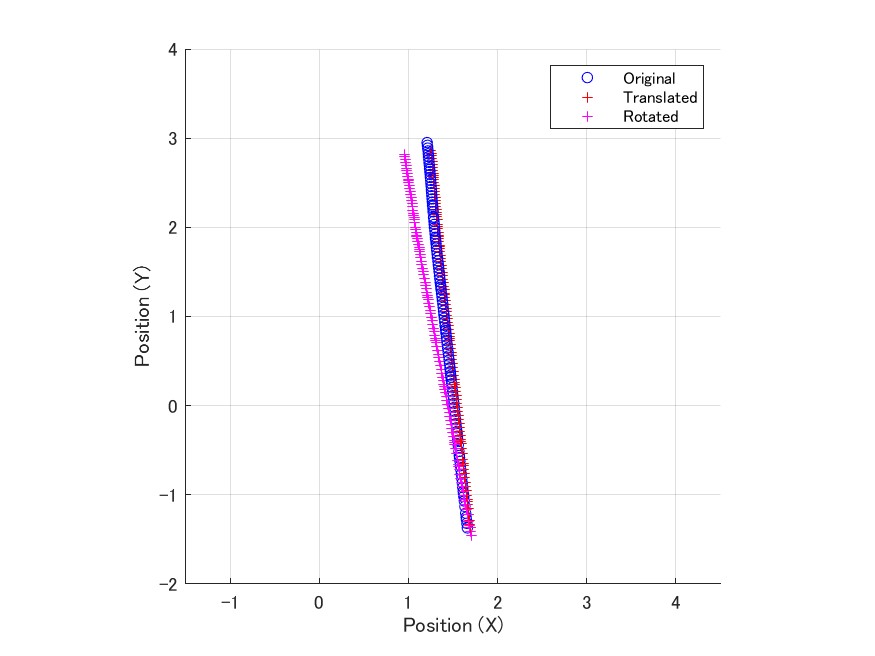 4
3
2
1
0
−1
−2
−1
0
1
2
3
4
Position (X)
Position (Y)
Original
Translated
Rotated